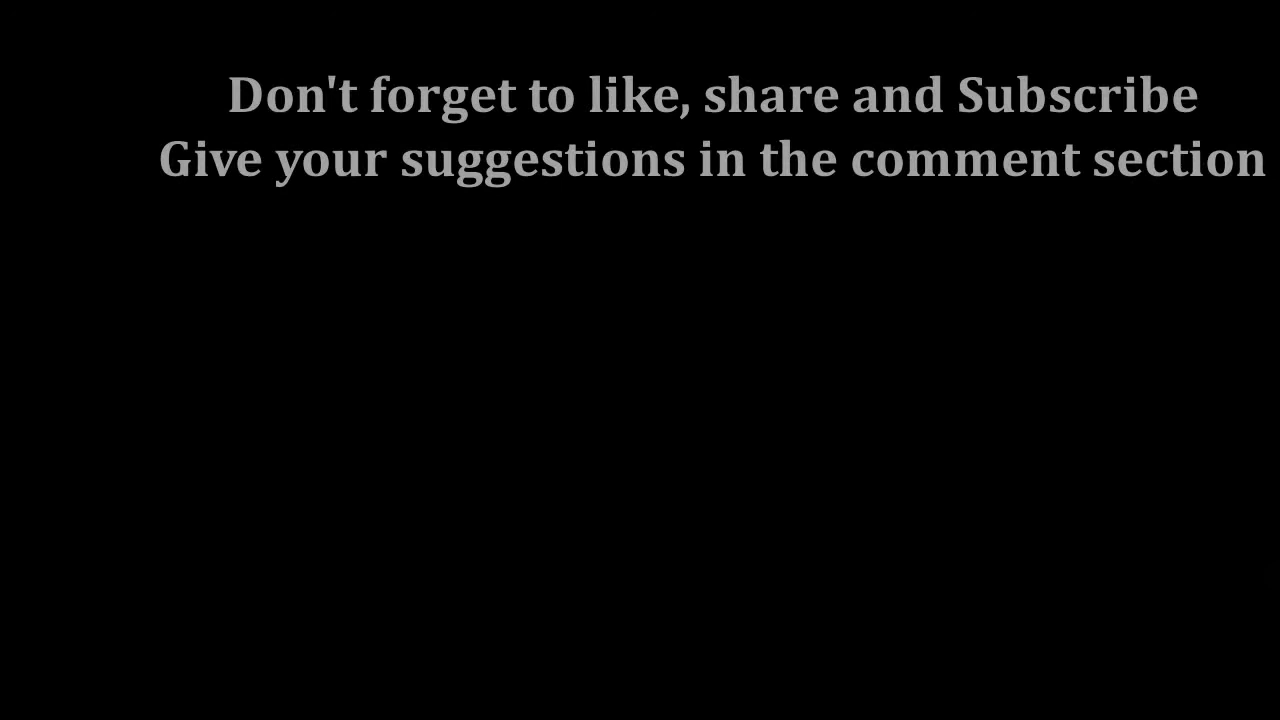 Don't forget to like, share and Subscribe
Give your suggestions in the comment section